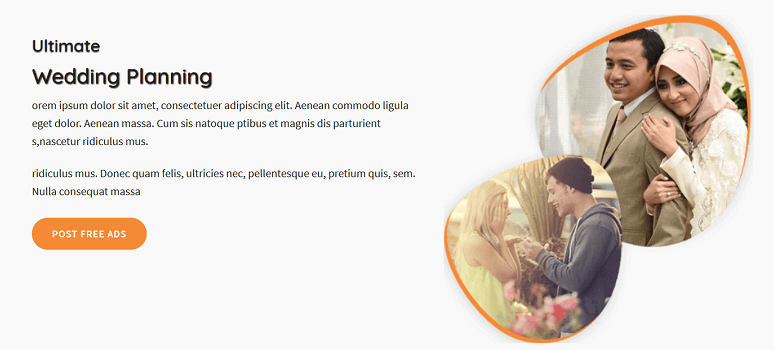 Ultimate
Wedding Planning
orem ipsum dolor sit amet, consectetuer adipiscing elit. Aenean commodo ligula
eget dolor. Aenean massa. Cum sis natoque ptibus et magnis dis parturient
s,nascetur ridiculus mus.
ridiculus mus. Donec quam felis, ultricies nec, pellentesque eu, pretium quis, sem.
Nulla consequat massa
POST FREE ADS